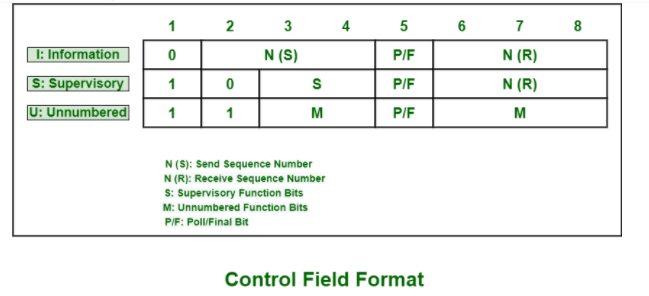 1 2 3 4 5 6 7 8
I: Information 0 N (S) P/F N (R)
S: Supervisory 1 0 S P/F N (R)
U: Unnumbered 1 1 M P/F M
N (S): Send Sequence Number
N (R): Receive Sequence Number
S: Supervisory Function Bits
M: Unnumbered Function Bits
P/F: Poll/Final Bit
Control Field Format